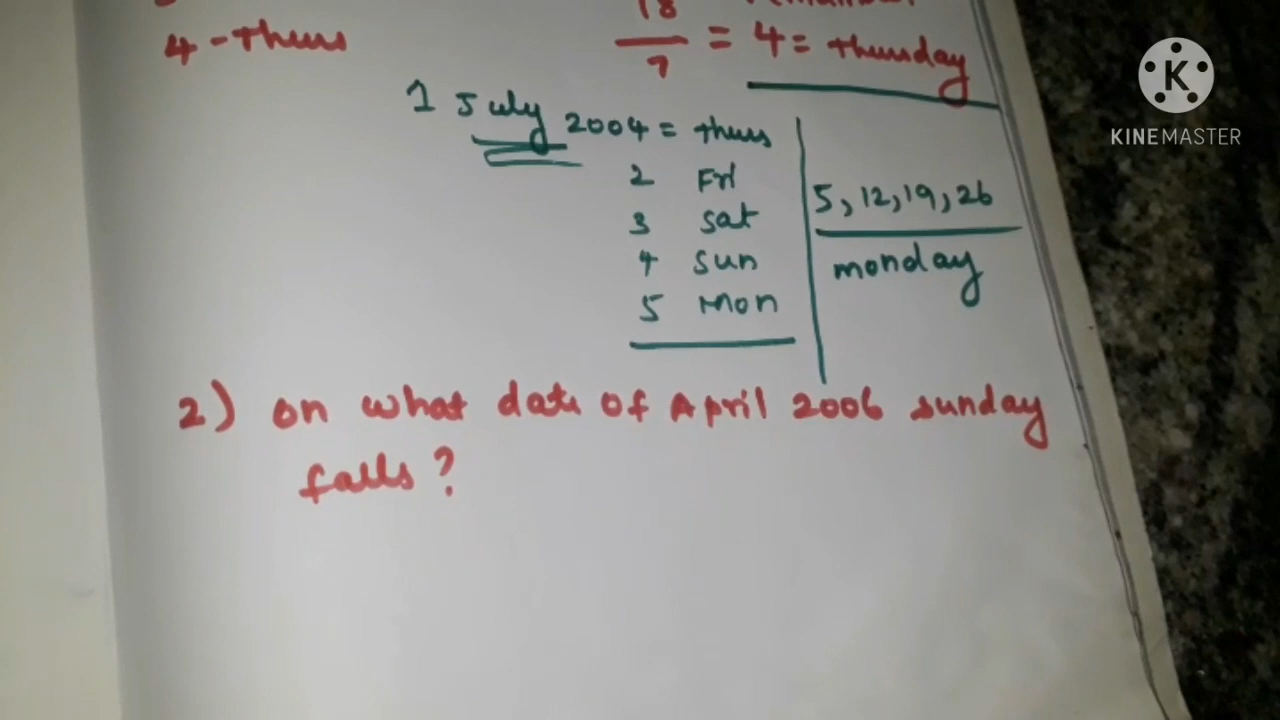 18
4 - Thurs
7
= 4 = Thursday
1 July 2004 = Thurs
2 Fri
3 Sat
4 Sun
5 Mon
5, 12, 19, 26
monday
2) on what date of April 2006 sunday
falls?
K
KINEMASTER